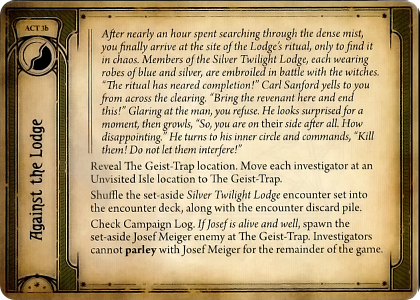 ACT 3b
Against the Lodge
After nearly an hour spent searching through the dense mist,
you finally arrive at the site of the Lodge's ritual, only to find it
in chaos. Members of the Silver Twilight Lodge, each wearing
robes of blue and silver, are embroiled in battle with the witches.
"The ritual has neared completion!" Carl Sanford yells to you
from across the clearing. "Bring the revenant here and end
this!" Glaring at the man, you refuse. He looks surprised for a
moment, then growls, "So, you are on their side after all. How
disappointing." He turns to his inner circle and commands, "Kill
them! Do not let them interfere!"
Reveal The Geist-Trap location. Move each investigator at an
Unvisited Isle location to The Geist-Trap.
Shuffle the set-aside Silver Twilight Lodge encounter set into
the encounter deck, along with the encounter discard pile.
Check Campaign Log. If Josef is alive and well, spawn the
set-aside Josef Meiger enemy at The Geist-Trap. Investigators
cannot parley with Josef Meiger for the remainder of the game.